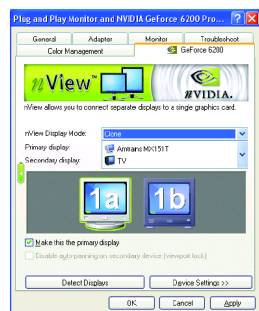 Plug and Play Monitor and NVIDIA GeForce 6200 Pro...
General
Adapter
Monitor
Troubleshoot
Color Management
GeForce 6200
nView™
NVIDIA.
nView allows you to connect separate displays to a single graphics card.
nView Display Mode:
Clone
Primary display:
Amtrans MX151T
Secondary display:
TV
1a
1b
Make this the primary display
Disable auto-panning on secondary device (viewport lock)
Detect Displays
Device Settings >>
OK
Cancel
Apply